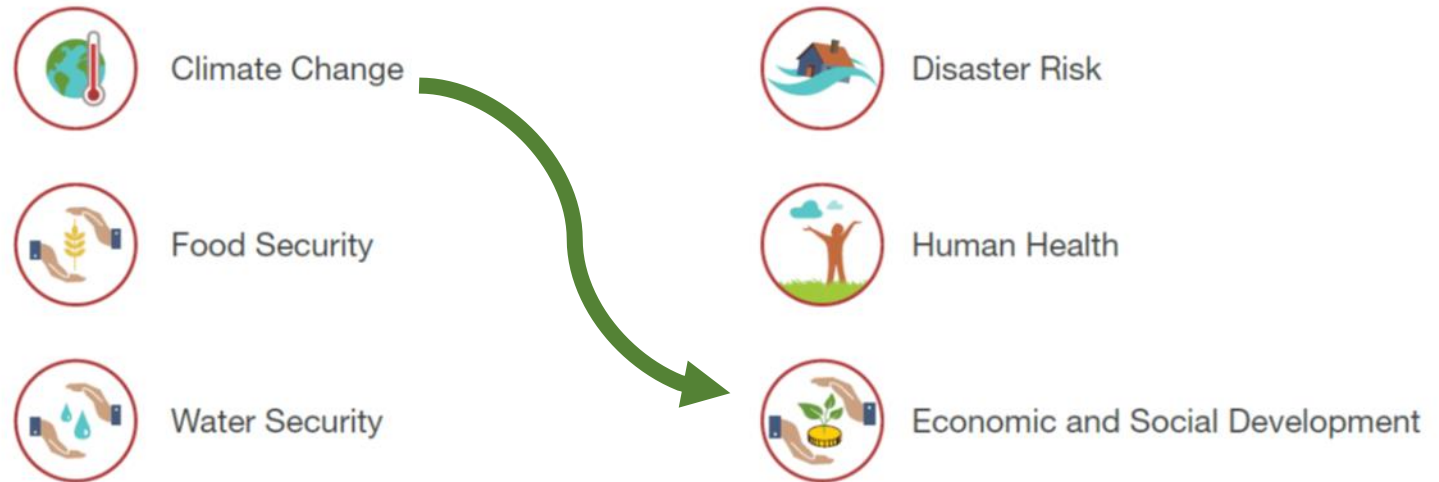 Climate Change
Disaster Risk
Food Security
Human Health
Water Security
Economic and Social Development